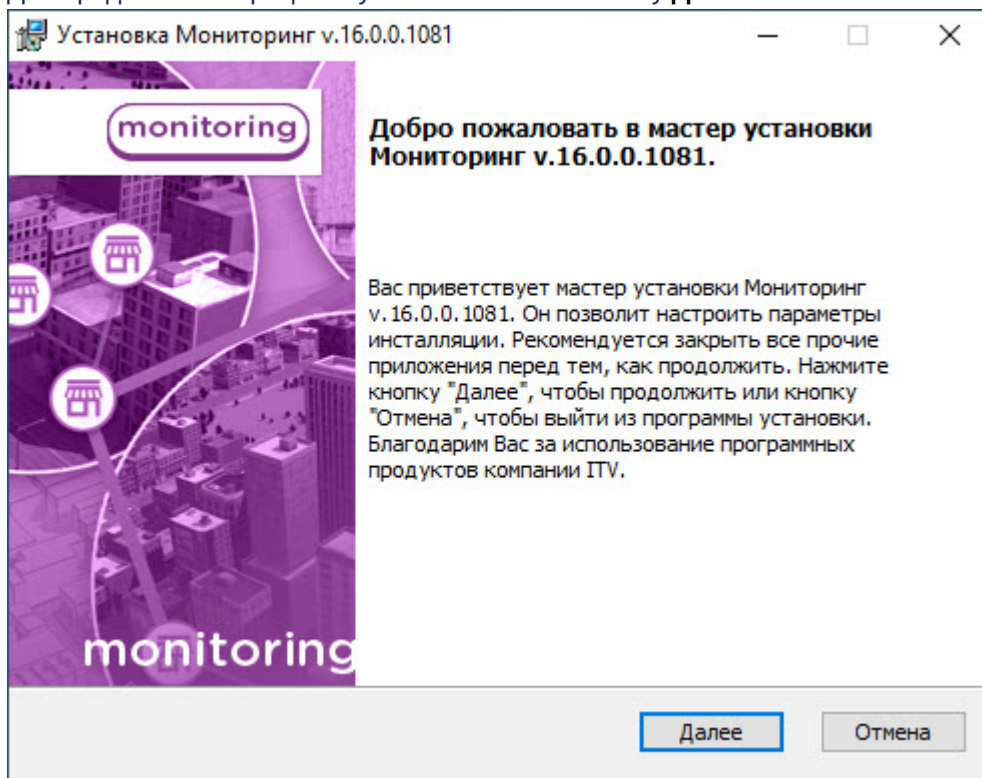 Установка Мониторинг v.16.0.0.1081
monitoring
Добро пожаловать в мастер установки
Мониторинг v.16.0.0.1081.
Вас приветствует мастер установки Мониторинг
v.16.0.0.1081. Он позволит настроить параметры
инсталляции. Рекомендуется закрыть все прочие
приложения перед тем, как продолжить. Нажмите
кнопку "Далее", чтобы продолжить или кнопку
"Отмена", чтобы выйти из программы установки.
Благодарим Вас за использование программных
продуктов компании ITV.
monitoring
Далее
Отмена